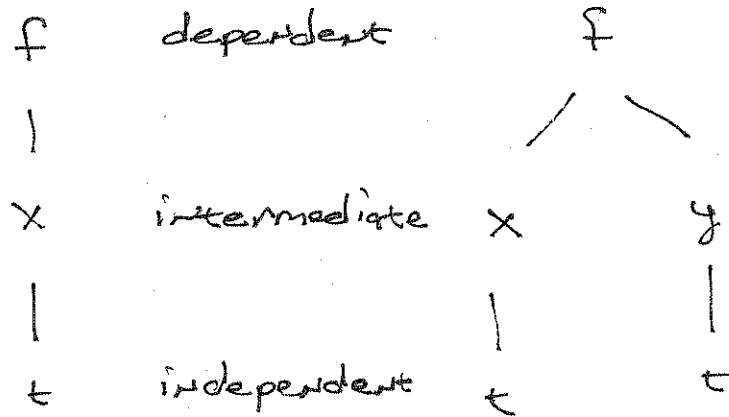 f dependent f
x intermediate x y
t independent t t